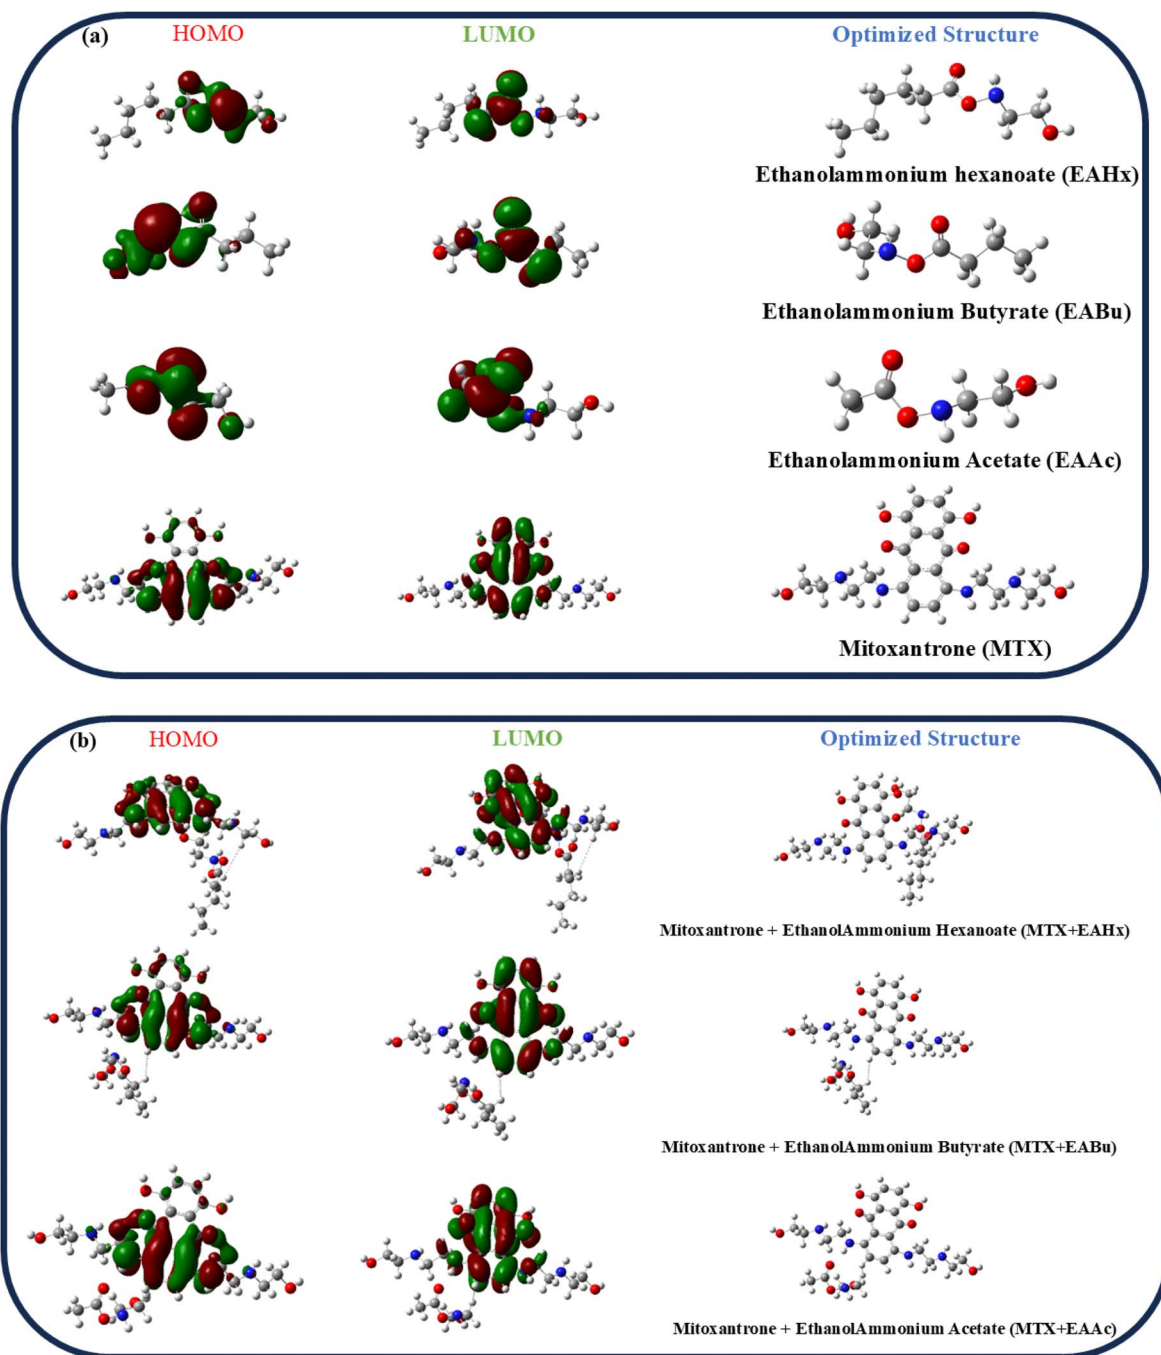 (a) HOMO LUMO Optimized Structure
Ethanolammonium hexanoate (EAHx)
Ethanolammonium Butyrate (EABu)
Ethanolammonium Acetate (EAAc)
Mitoxantrone (MTX)
(b) HOMO LUMO Optimized Structure
Mitoxantrone + EthanolAmmonium Hexanoate (MTX+EAHx)
Mitoxantrone + EthanolAmmonium Butyrate (MTX+EABu)
Mitoxantrone + EthanolAmmonium Acetate (MTX+EAAc)